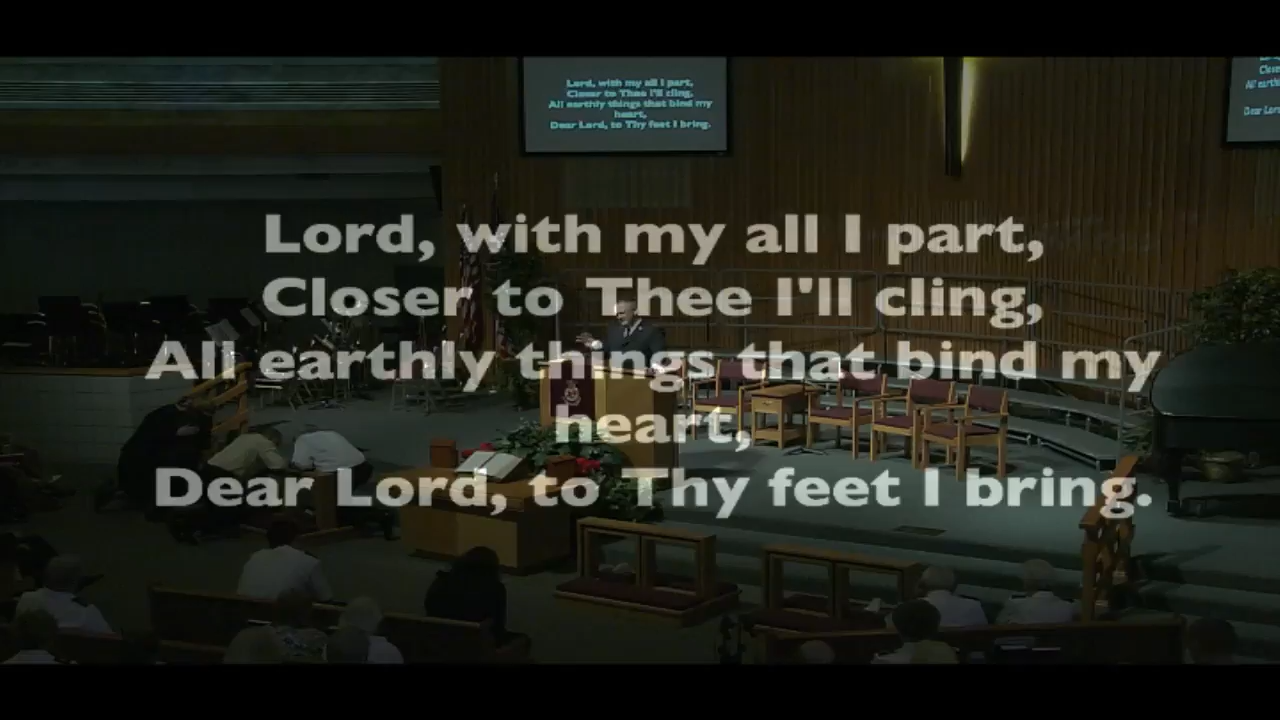 Lord, with my all I part,
Closer to Thee I'll cling,
All earthly things that bind my
heart,
Dear Lord, to Thy feet I bring.
Lord, with my all I part,
Closer to Thee I'll cling,
All earthly things that bind my
heart,
Dear Lord, to Thy feet I bring.